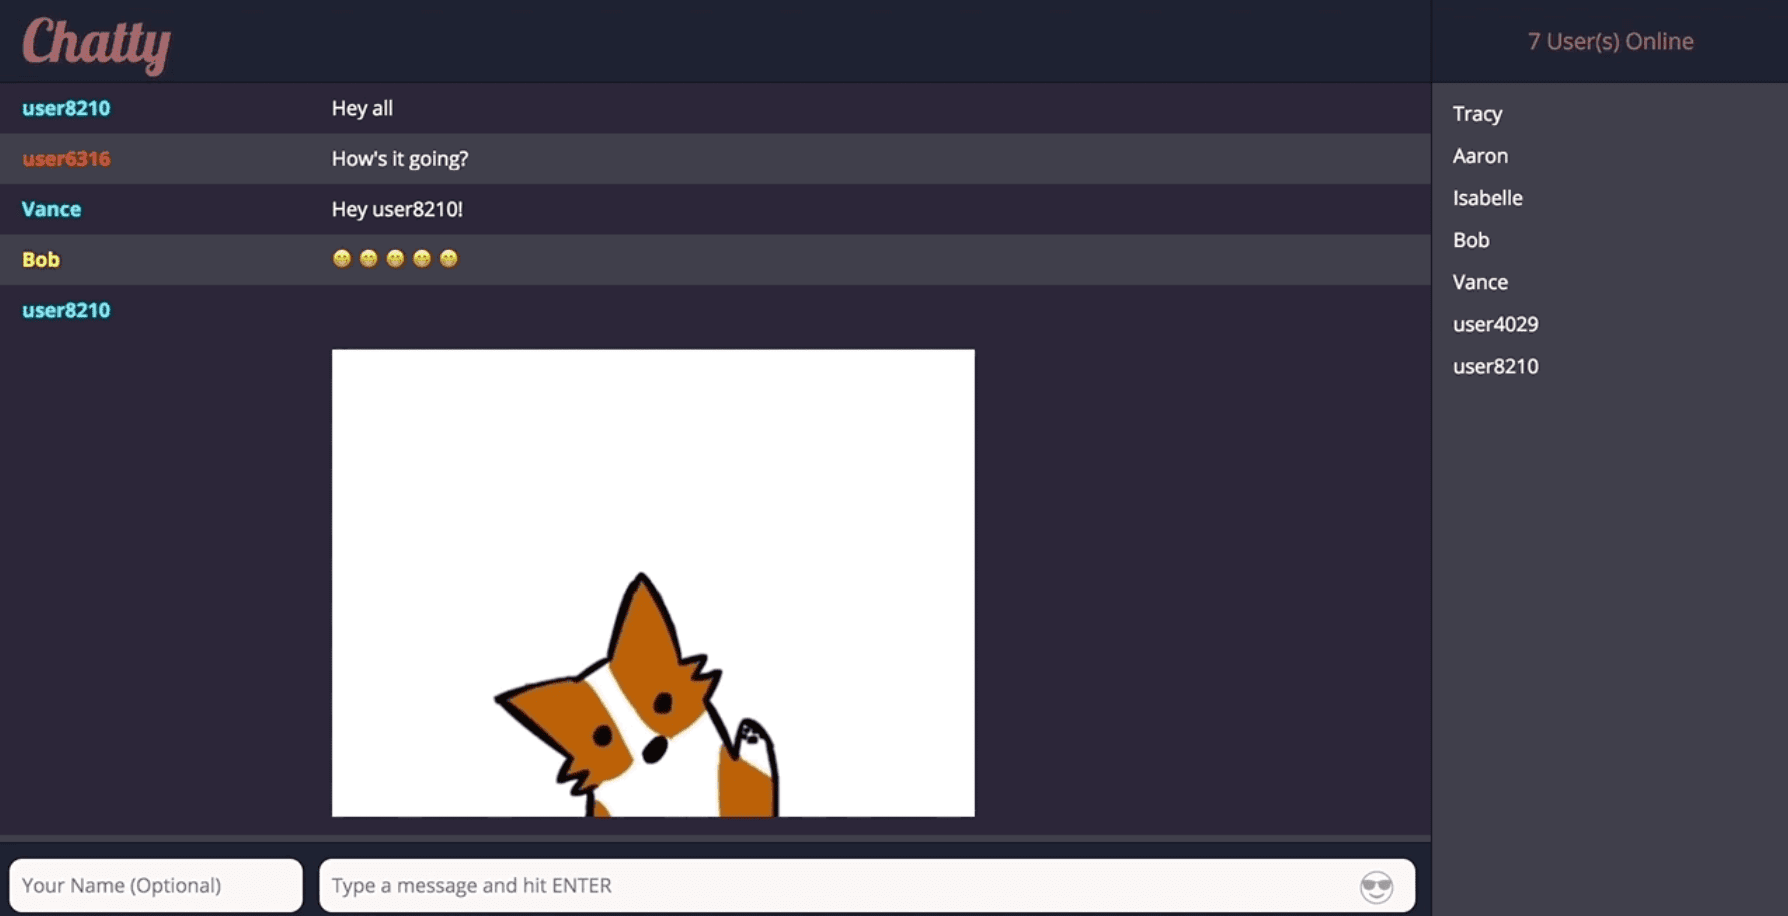 Chatty
7 User(s) Online
user8210 Hey all
user6316 How's it going?
Vance Hey user8210!
Bob 😁 😁 😁 😁 😁
user8210
Tracy
Aaron
Isabelle
Bob
Vance
user4029
user8210
Your Name (Optional)
Type a message and hit ENTER